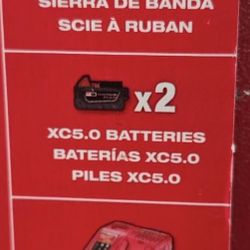 SIERRA DE BANDA
SCIE À RUBAN
x2
XC5.0 BATTERIES
BATERÍAS XC5.0
PILES XC5.0